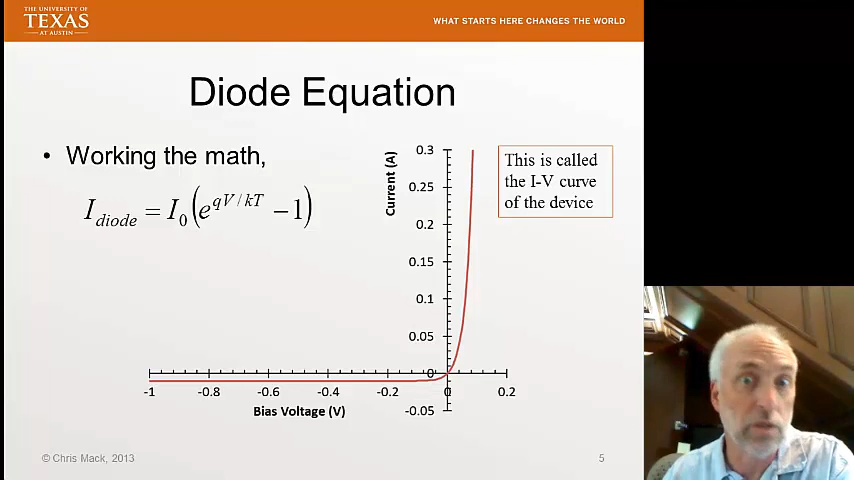 THE UNIVERSITY OF
TEXAS
AT AUSTIN
WHAT STARTS HERE CHANGES THE WORLD
Diode Equation
• Working the math,
I_diode = I_0 (e^{qV/kT} − 1)
Current (A)
0.3
0.25
0.2
0.15
0.1
0.05
0
-0.05
-1 -0.8 -0.6 -0.4 -0.2 0 0.2
Bias Voltage (V)
This is called
the I-V curve
of the device
© Chris Mack, 2013
5